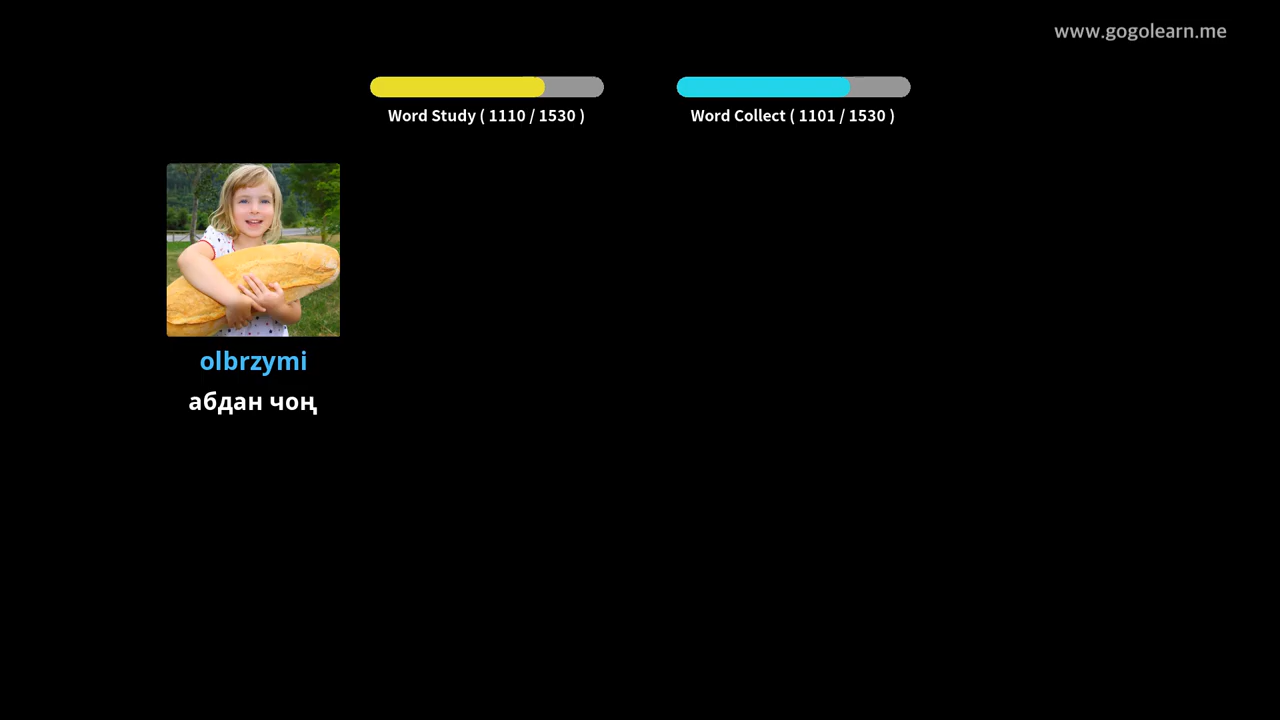 www.gogolearn.me
Word Study ( 1110 / 1530 )
Word Collect ( 1101 / 1530 )
olbrzymi
абдан чоң